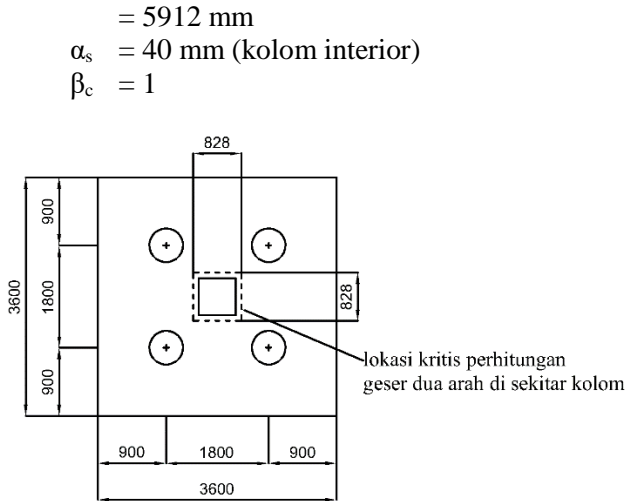 = 5912 mm
αs = 40 mm (kolom interior)
βc = 1
828
900
1800
900
3600
828
lokasi kritis perhitungan
geser dua arah di sekitar kolom
900 1800 900
3600